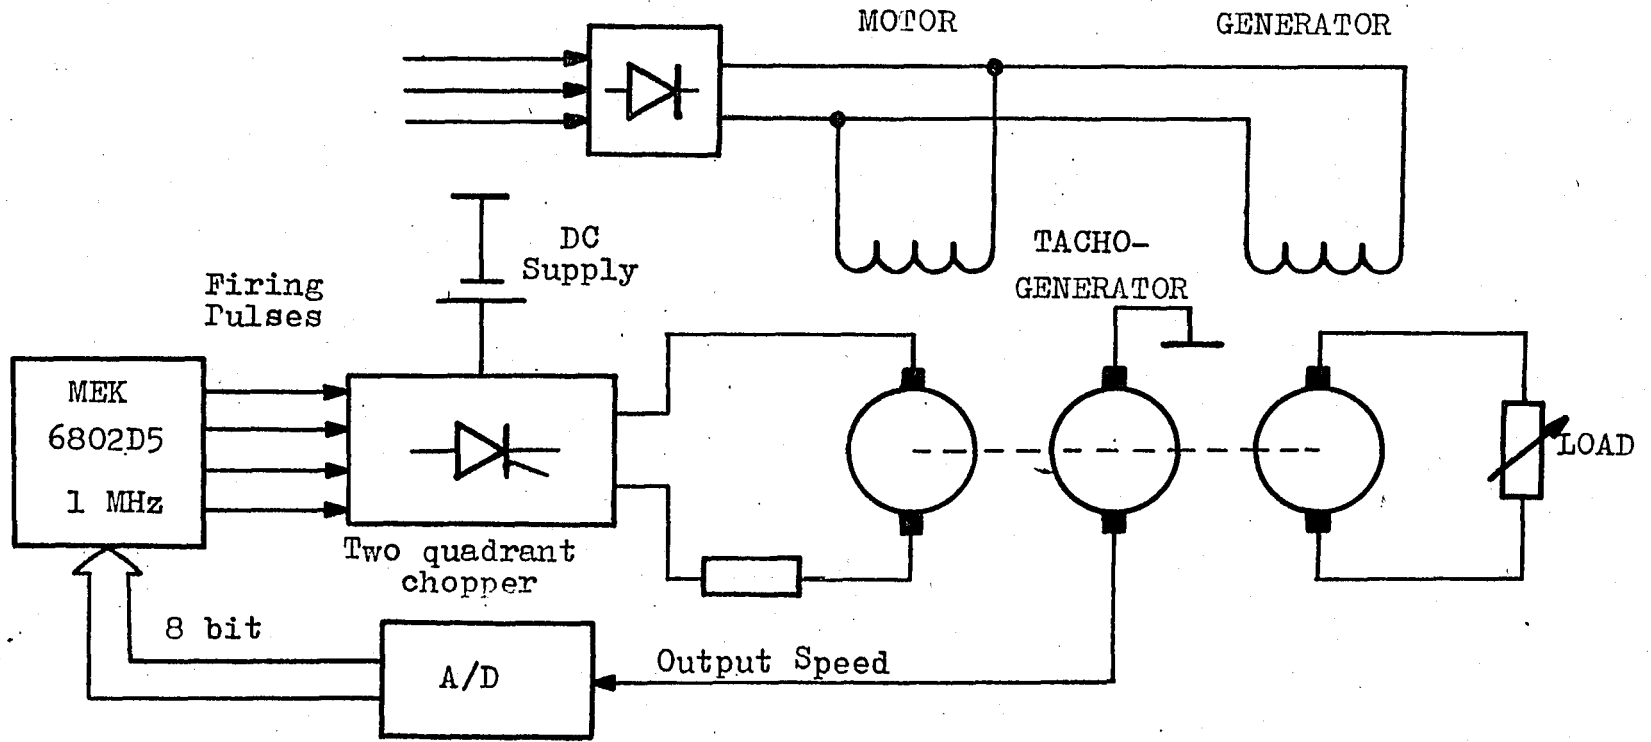 MOTOR
GENERATOR
DC
Supply
TACHO-
GENERATOR
Firing
Pulses
MEK
6802D5
1 MHz
LOAD
Two quadrant
chopper
8 bit
Output Speed
A/D